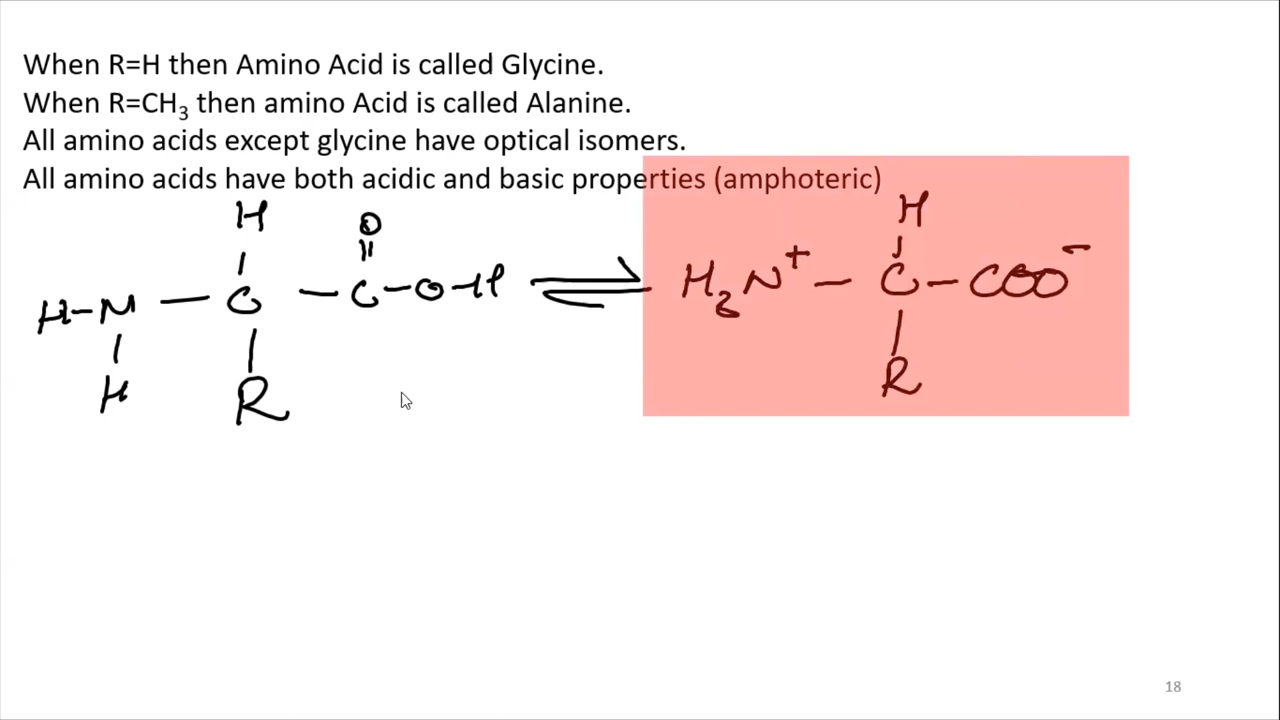 When R=H then Amino Acid is called Glycine.
When R=CH₃ then amino Acid is called Alanine.
All amino acids except glycine have optical isomers.
All amino acids have both acidic and basic properties (amphoteric)
H O H
H-N — C — C-O-H ⇌ H₃N⁺ — C — COO⁻
H R R
18